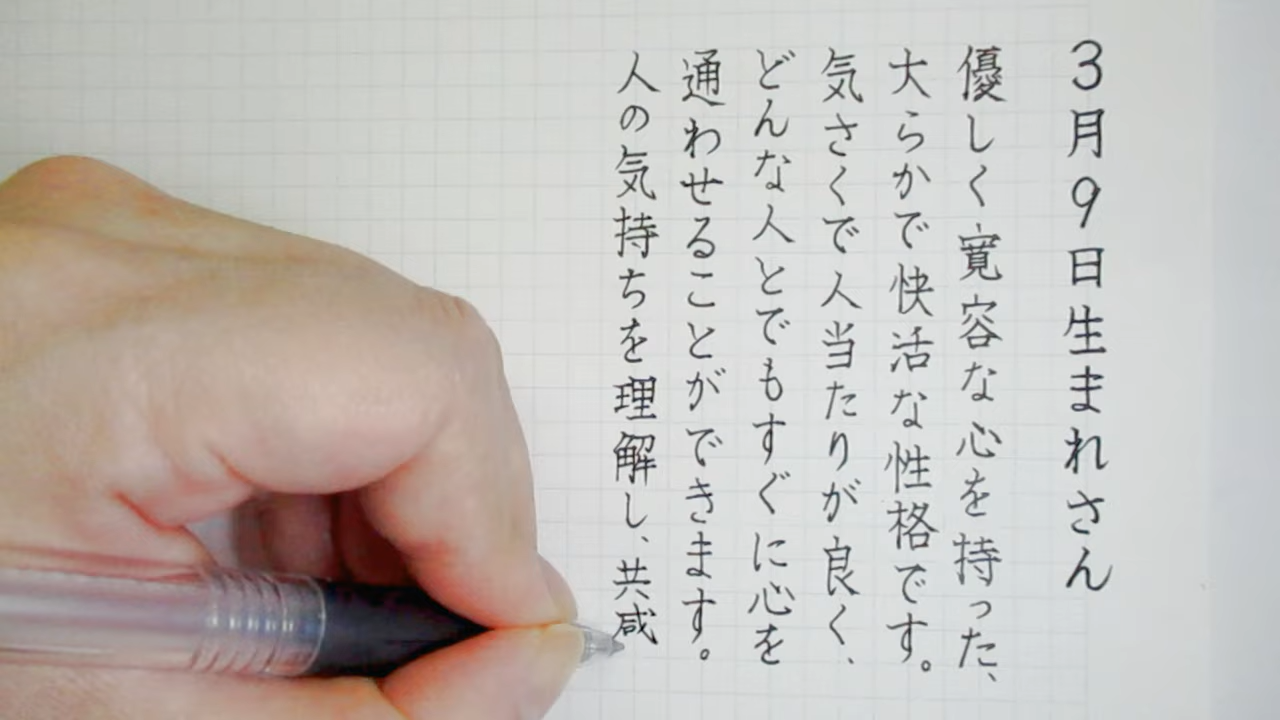 3月9日生まれさん
優しく寛容な心を持った、
大らかで快活な性格です。
気さくで人当たりが良く、
どんな人とでもすぐに心を
通わせることができます。
人の気持ちを理解し、共